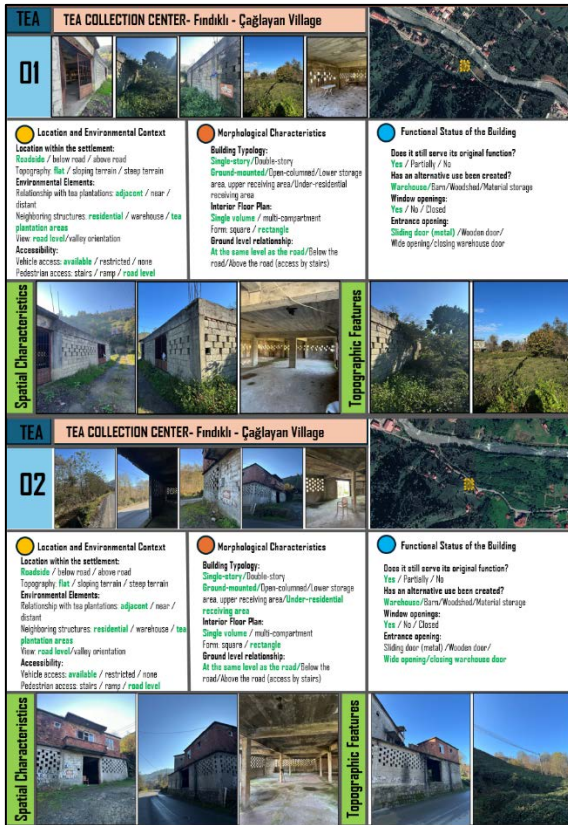 TEA
TEA COLLECTION CENTER- Fındıklı - Çağlayan Village
01
Location and Environmental Context
Location within the settlement:
Roadside / below road / above road
Topography: flat / sloping terrain / steep terrain
Environmental Elements:
Relationship with tea plantations: adjacent / near /
distant
Neighboring structures: residential / warehouse / tea
plantation areas
View: road level/valley orientation
Accessibility:
Vehicle access: available / restricted / none
Pedestrian access: stairs / ramp / road level
Morphological Characteristics
Building Typology:
Single-story/Double-story
Ground-mounted/Open-columned/Lower storage
area, upper receiving area/Under-residential
receiving area
Interior Floor Plan:
Single volume / multi-compartment
Form: square / rectangle
Ground level relationship:
At the same level as the road/Below the
road/Above the road (access by stairs)
Functional Status of the Building
Does it still serve its original function?
Yes / Partially / No
Has an alternative use been created?
Warehouse/Barn/Woodshed/Material storage
Window openings:
Yes / No / Closed
Entrance opening:
Sliding door (metal) /Wooden door/
Wide opening/closing warehouse door
Spatial Characteristics
Topographic Features
TEA
TEA COLLECTION CENTER- Fındıklı - Çağlayan Village
02
Location and Environmental Context
Location within the settlement:
Roadside / below road / above road
Topography: flat / sloping terrain / steep terrain
Environmental Elements:
Relationship with tea plantations: adjacent / near /
distant
Neighboring structures: residential / warehouse / tea
plantation areas
View: road level/valley orientation
Accessibility:
Vehicle access: available / restricted / none
Pedestrian access: stairs / ramp / road level
Morphological Characteristics
Building Typology:
Single-story/Double-story
Ground-mounted/Open-columned/Lower storage
area, upper receiving area/Under-residential
receiving area
Interior Floor Plan:
Single volume / multi-compartment
Form: square / rectangle
Ground level relationship:
At the same level as the road/Below the
road/Above the road (access by stairs)
Functional Status of the Building
Does it still serve its original function?
Yes / Partially / No
Has an alternative use been created?
Warehouse/Barn/Woodshed/Material storage
Window openings:
Yes / No / Closed
Entrance opening:
Sliding door (metal) /Wooden door/
Wide opening/closing warehouse door
Spatial Characteristics
Topographic Features